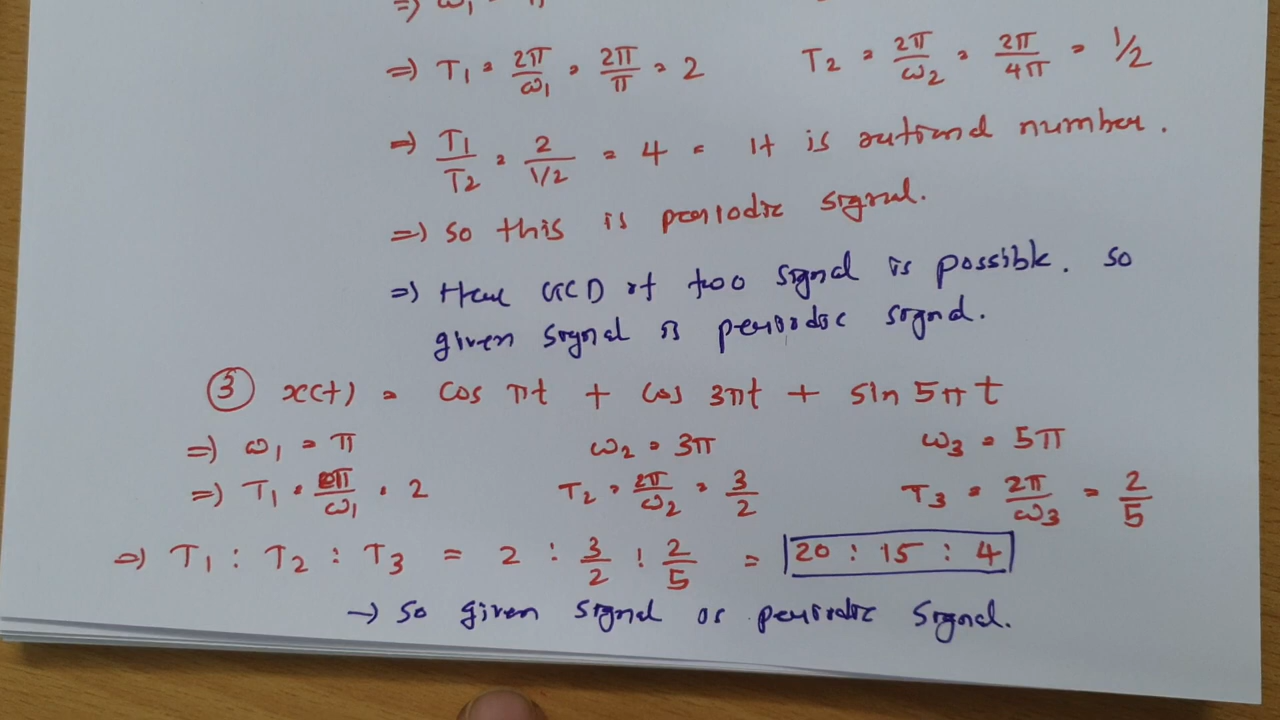 =) ω1 = π
=) T1 = 2π/ω1 = 2π/π = 2 T2 = 2π/ω2 = 2π/4π = 1/2
=) T1/T2 = 2/1/2 = 4 = It is rational number.
=) So this is periodic signal.
=) Here GCD of two signal is possible. So
given signal is periodic signal.
③ x(t) = cos πt + cos 3πt + sin 5πt
=) ω1 = π ω2 = 3π ω3 = 5π
=) T1 = 2π/ω1 = 2 T2 = 2π/ω2 = 3/2 T3 = 2π/ω3 = 2/5
=) T1 : T2 : T3 = 2 : 3/2 : 2/5 = 20 : 15 : 4
→ So given signal is periodic signal.